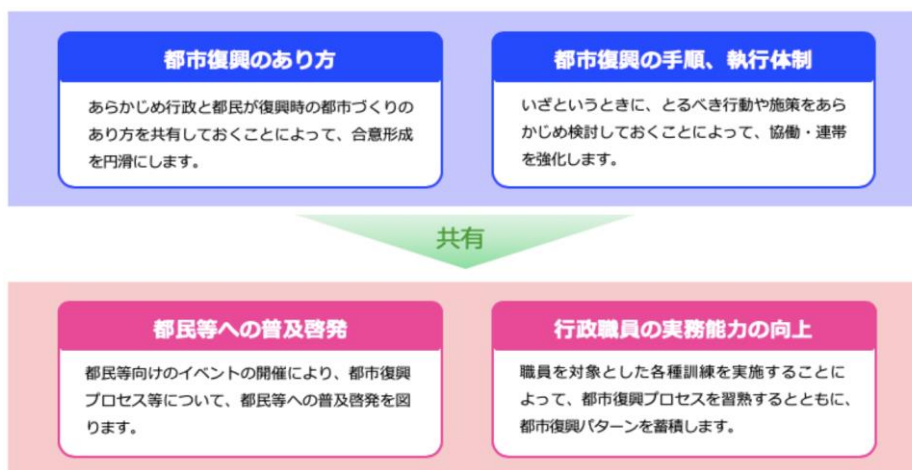 都市復興のあり方
あらかじめ行政と都民が復興時の都市づくりの
あり方を共有しておくことによって、合意形成
を円滑にします。
都市復興の手順、執行体制
いざというときに、とるべき行動や施策をあら
かじめ検討しておくことによって、協働・連帯
を強化します。
共有
都民等への普及啓発
都民等向けのイベントの開催により、都市復興
プロセス等について、都民等への普及啓発を図
ります。
行政職員の実務能力の向上
職員を対象とした各種訓練を実施することに
よって、都市復興プロセスを習熟するとともに、
都市復興パターンを蓄積します。